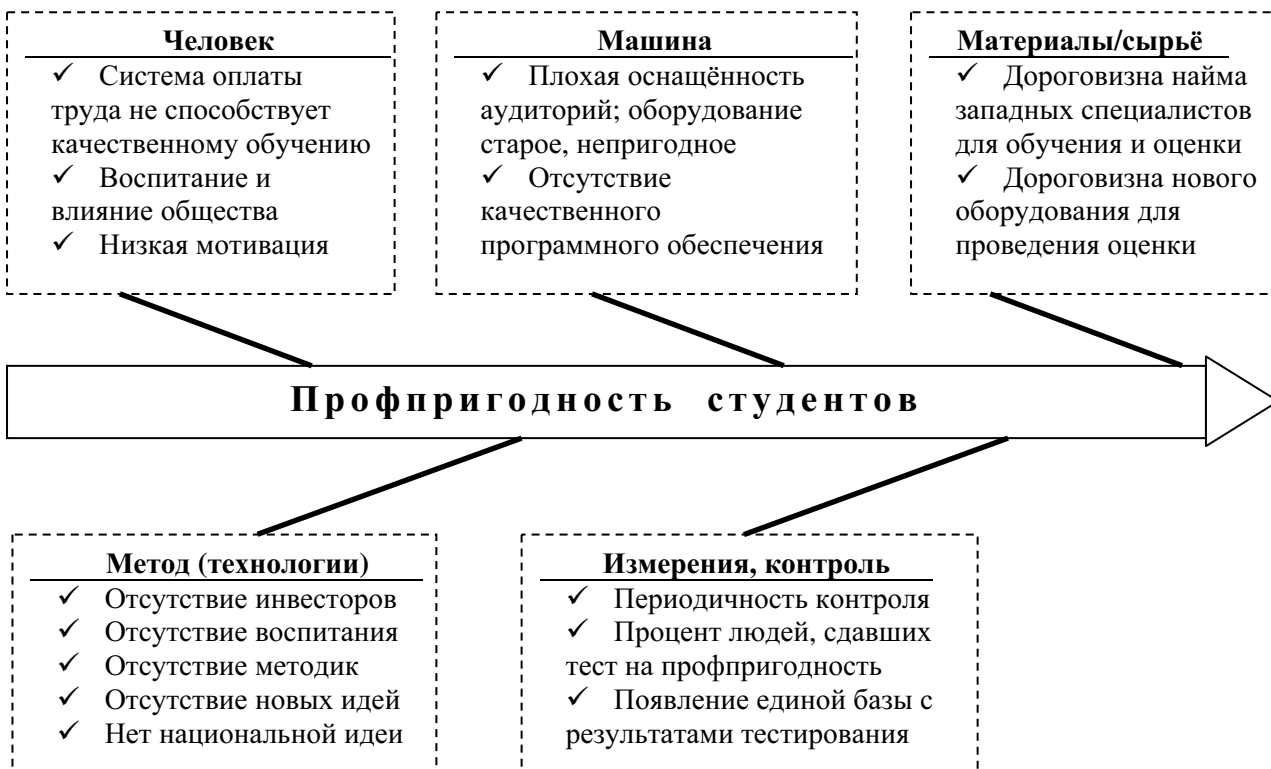 Человек
✓ Система оплаты
труда не способствует
качественному обучению
✓ Воспитание и
влияние общества
✓ Низкая мотивация
Машина
✓ Плохая оснащённость
аудиторий; оборудование
старое, непригодное
✓ Отсутствие
качественного
программного обеспечения
Материалы/сырьё
✓ Дороговизна найма
западных специалистов
для обучения и оценки
✓ Дороговизна нового
оборудования для
проведения оценки
Профпригодность студентов
Метод (технологии)
✓ Отсутствие инвесторов
✓ Отсутствие воспитания
✓ Отсутствие методик
✓ Отсутствие новых идей
✓ Нет национальной идеи
Измерения, контроль
✓ Периодичность контроля
✓ Процент людей, сдавших
тест на профпригодность
✓ Появление единой базы с
результатами тестирования